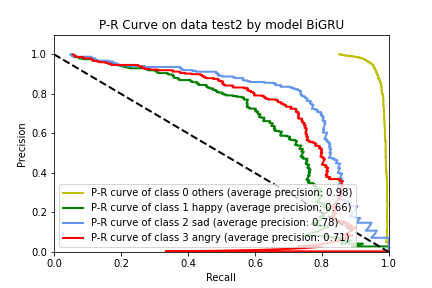 P-R Curve on data test2 by model BiGRU
1.0
0.8
0.6
0.4
0.2
0.0
Precision
P-R curve of class 0 others (average precision: 0.98)
P-R curve of class 1 happy (average precision: 0.66)
P-R curve of class 2 sad (average precision: 0.78)
P-R curve of class 3 angry (average precision: 0.71)
0.0 0.2 0.4 0.6 0.8 1.0
Recall